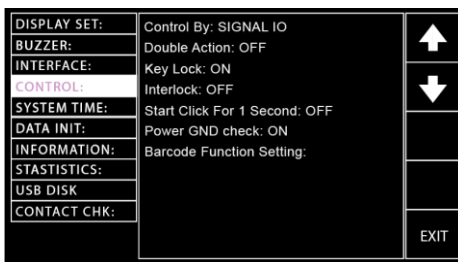 DISPLAY SET:
BUZZER:
INTERFACE:
CONTROL:
SYSTEM TIME:
DATA INIT:
INFORMATION:
STASTISTICS:
USB DISK
CONTACT CHK:
Control By: SIGNAL IO
Double Action: OFF
Key Lock: ON
Interlock: OFF
Start Click For 1 Second: OFF
Power GND check: ON
Barcode Function Setting:
EXIT